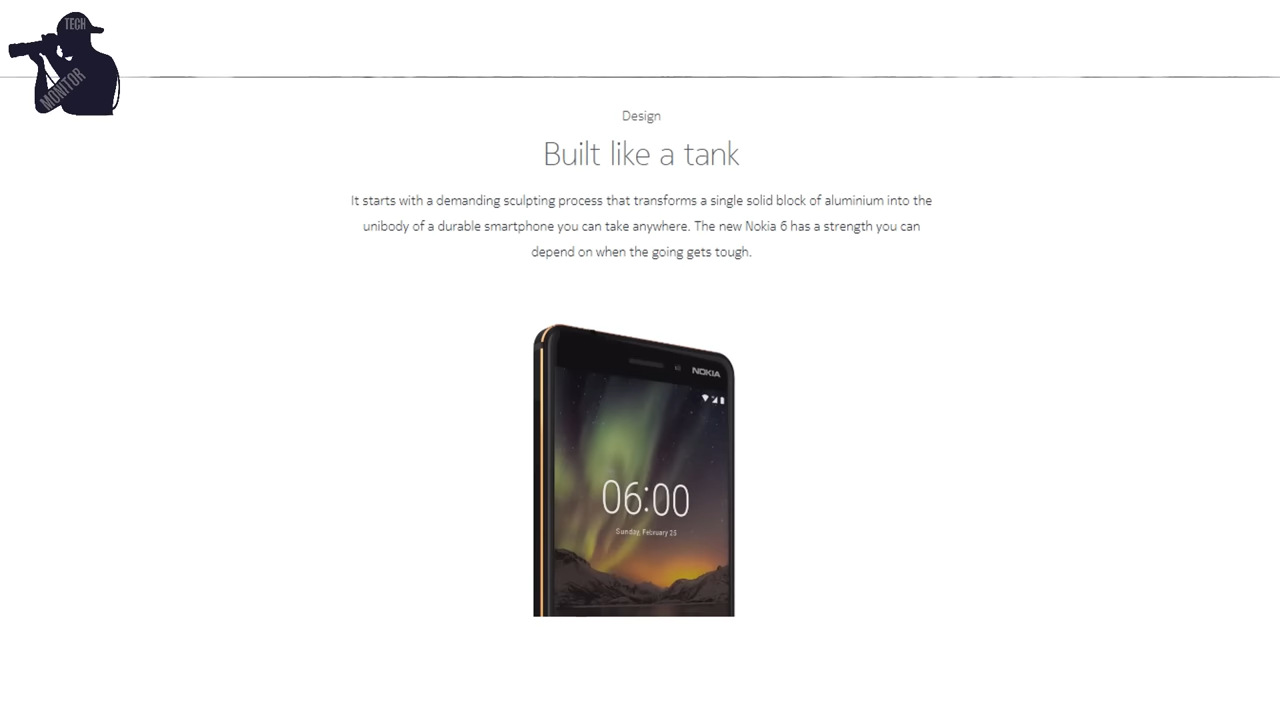 TECH
MONITOR
Design
Built like a tank
It starts with a demanding sculpting process that transforms a single solid block of aluminium into the
unibody of a durable smartphone you can take anywhere. The new Nokia 6 has a strength you can
depend on when the going gets tough.
NOKIA
06:00
Sunday, February 25